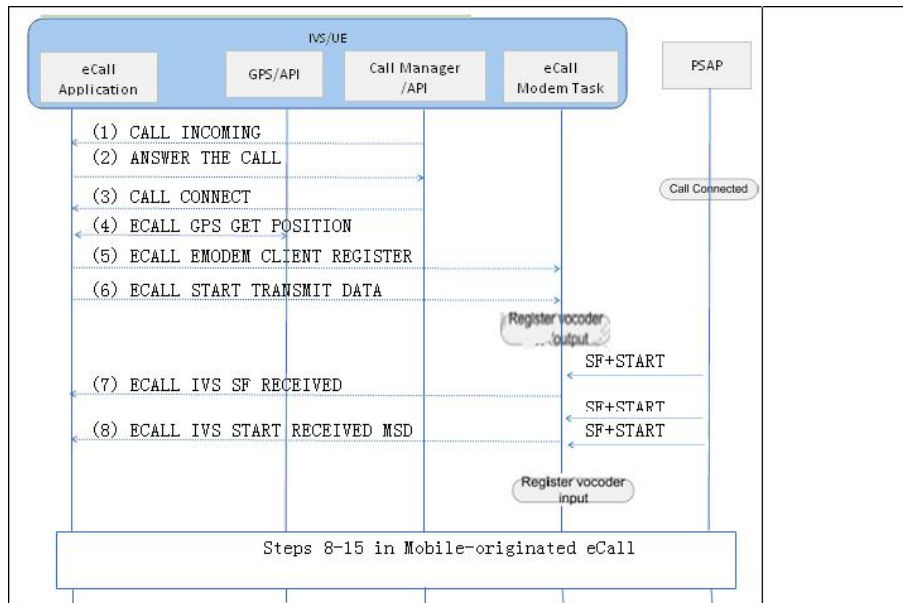 IVS/UE
eCall
Application
GPS/API
Call Manager
/API
eCall
Modem Task
PSAP
(1) CALL INCOMING
(2) ANSWER THE CALL
Call Connected
(3) CALL CONNECT
(4) ECALL GPS GET POSITION
(5) ECALL EMODEM CLIENT REGISTER
(6) ECALL START TRANSMIT DATA
Register vocoder
/output
SF+START
(7) ECALL IVS SF RECEIVED
SF+START
(8) ECALL IVS START RECEIVED MSD
SF+START
Register vocoder
input
Steps 8-15 in Mobile-originated eCall